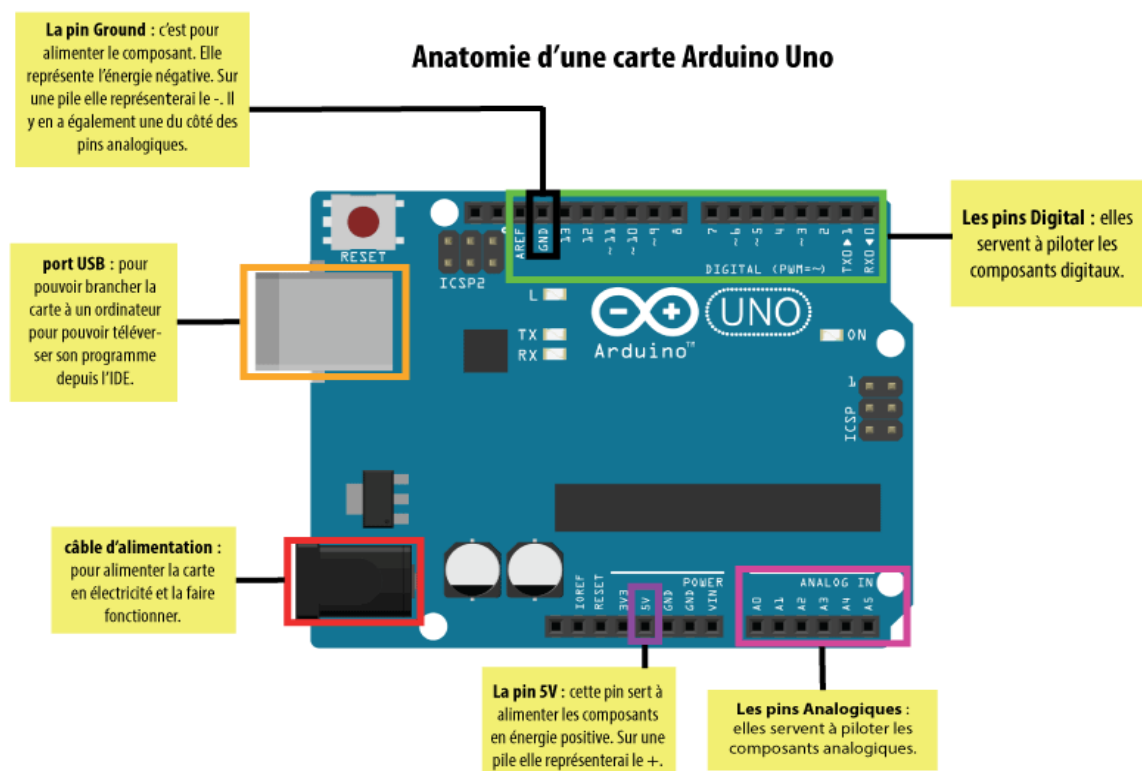 La pin Ground : c'est pour
alimenter le composant. Elle
représente l'énergie négative. Sur
une pile elle représenterai le -. Il
y en a également une du côté des
pins analogiques.
Anatomie d'une carte Arduino Uno
Les pins Digital : elles
servent à piloter les
composants digitaux.
port USB : pour
pouvoir brancher la
carte à un ordinateur
pour pouvoir téléver-
ser son programme
depuis l'IDE.
câble d'alimentation :
pour alimenter la carte
en électricité et la faire
fonctionner.
RESET
ICSP2
AREF
GND
13
12
~11
~10
~9
8
7
~6
~5
4
~3
2
TX0▶1
RX0◀0
DIGITAL (PWM=~)
L
TX
RX
UNO
Arduino™
ON
1
ICSP
IOREF
RESET
3V3
5V
GND
GND
VIN
POWER
ANALOG IN
A0
A1
A2
A3
A4
A5
La pin 5V : cette pin sert à
alimenter les composants
en énergie positive. Sur une
pile elle représenterai le +.
Les pins Analogiques :
elles servent à piloter les
composants analogiques.